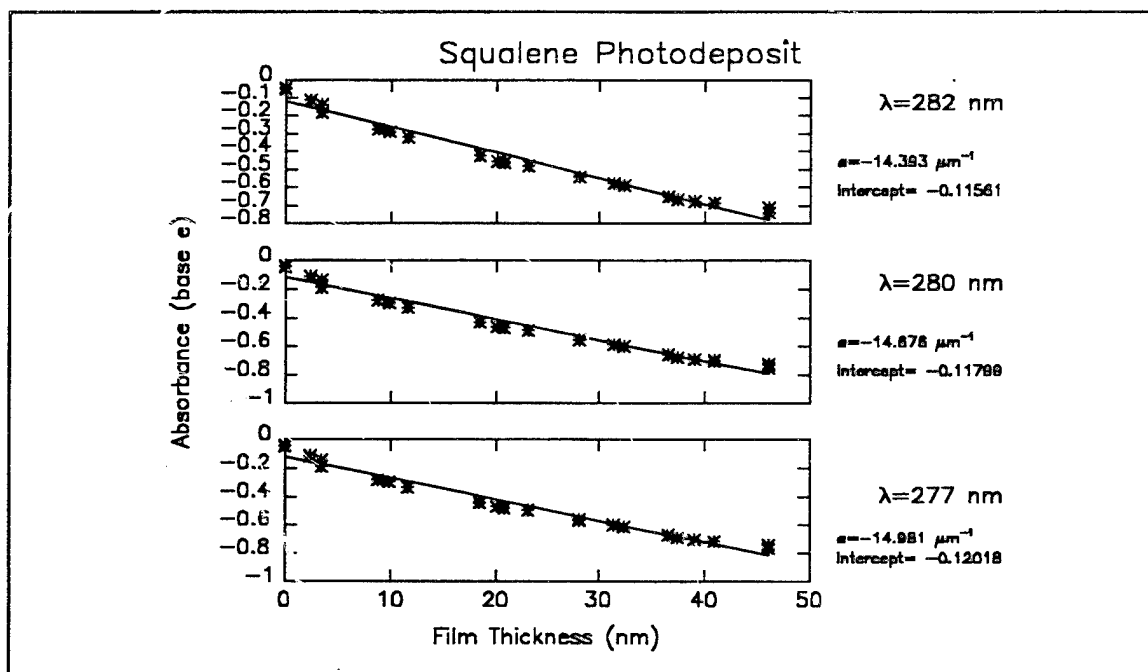 Squalene Photodeposit
Absorbance (base e)
0
-0.1
-0.2
-0.3
-0.4
-0.5
-0.6
-0.7
-0.8
λ=282 nm
α=-14.393 μm⁻¹
Intercept= -0.11561
0
-0.2
-0.4
-0.6
-0.8
-1
λ=280 nm
α=-14.676 μm⁻¹
Intercept= -0.11799
0
-0.2
-0.4
-0.6
-0.8
-1
λ=277 nm
α=-14.981 μm⁻¹
Intercept= -0.12018
0 10 20 30 40 50
Film Thickness (nm)